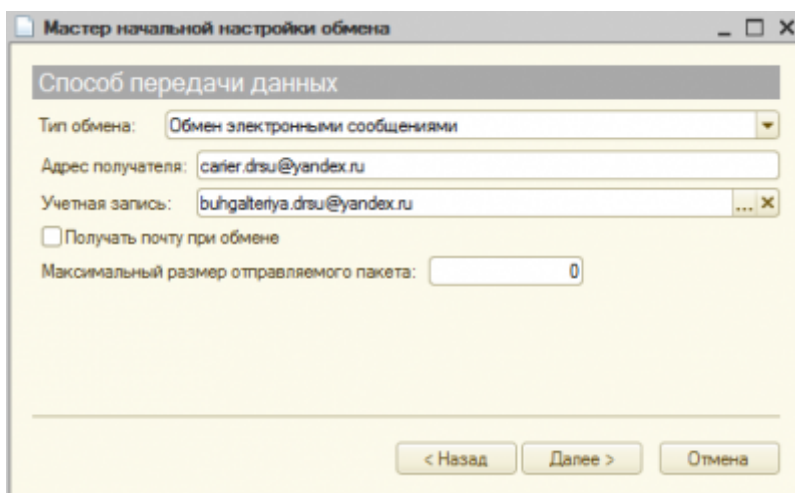 Мастер начальной настройки обмена
Способ передачи данных
Тип обмена: Обмен электронными сообщениями
Адрес получателя: carier.drsu@yandex.ru
Учетная запись: buhgalteriya.drsu@yandex.ru ...
Получать почту при обмене
Максимальный размер отправляемого пакета: 0
< Назад Далее > Отмена